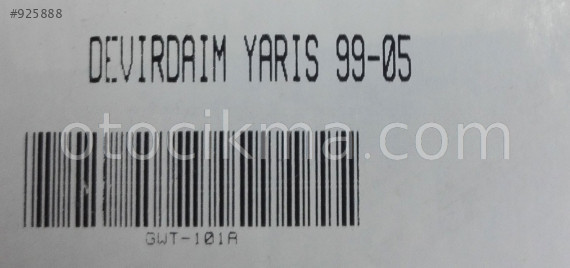 #925888
DEVIRDAIM YARIS 99-05
otocikma.com
GWT-101A